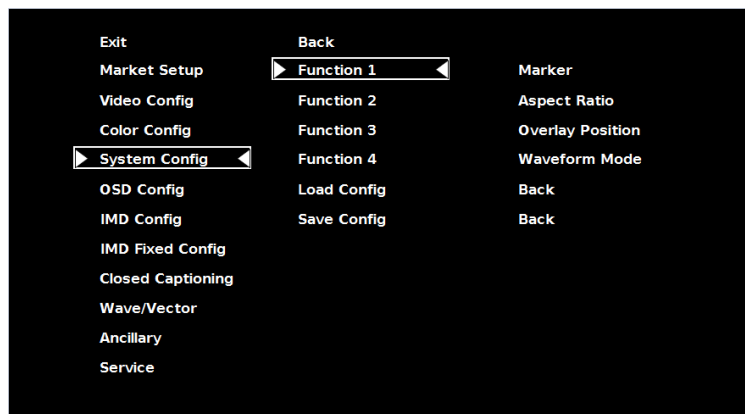 Exit Back
Market Setup Function 1 Marker
Video Config Function 2 Aspect Ratio
Color Config Function 3 Overlay Position
System Config Function 4 Waveform Mode
OSD Config Load Config Back
IMD Config Save Config Back
IMD Fixed Config
Closed Captioning
Wave/Vector
Ancillary
Service